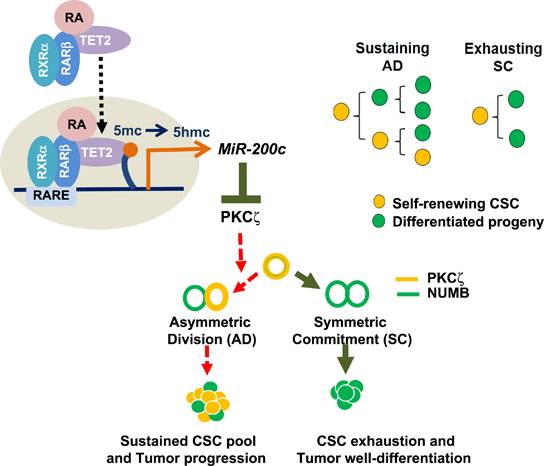 RA
RXRα
RARβ
TET2
RA
RXRα
RARβ
TET2
5mc
5hmc
RARE
MiR-200c
PKCζ
Sustaining
AD
Exhausting
SC
Self-renewing CSC
Differentiated progeny
PKCζ
NUMB
Asymmetric
Division (AD)
Symmetric
Commitment (SC)
Sustained CSC pool
and Tumor progression
CSC exhaustion and
Tumor well-differentiation